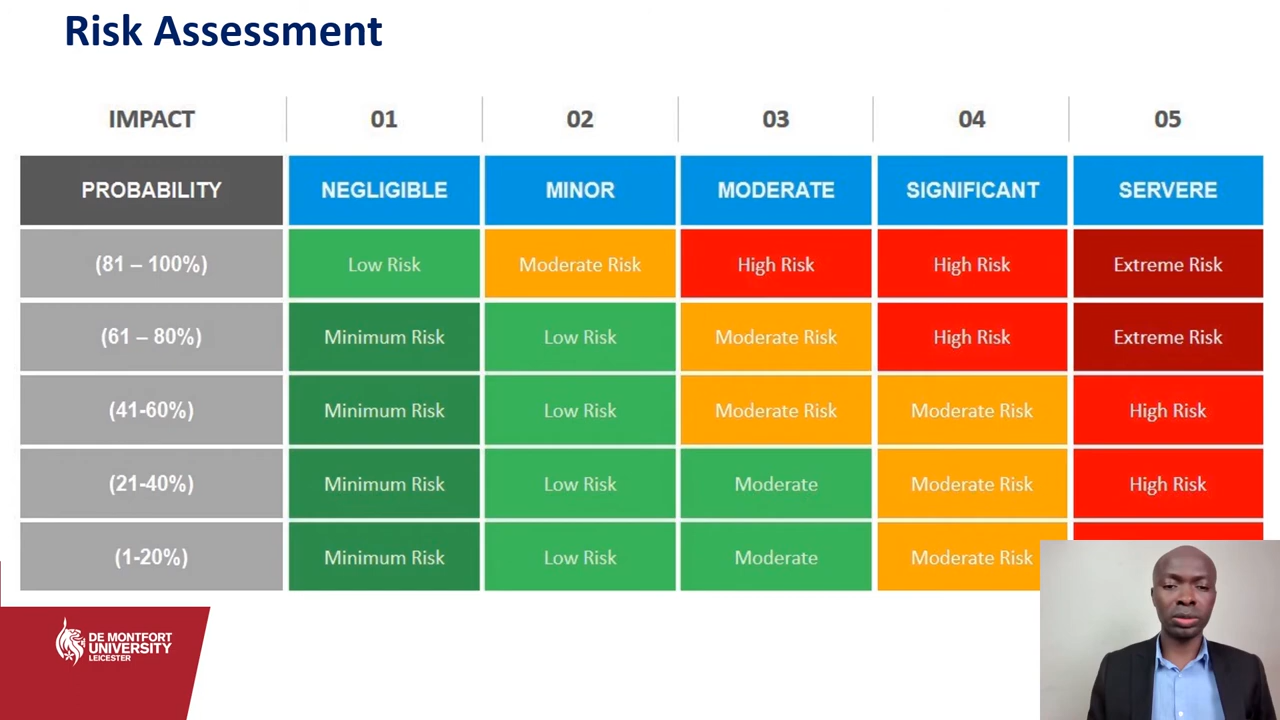 Risk Assessment
IMPACT 01 02 03 04 05
PROBABILITY NEGLIGIBLE MINOR MODERATE SIGNIFICANT SERVERE
(81 – 100%) Low Risk Moderate Risk High Risk High Risk Extreme Risk
(61 – 80%) Minimum Risk Low Risk Moderate Risk High Risk Extreme Risk
(41-60%) Minimum Risk Low Risk Moderate Risk Moderate Risk High Risk
(21-40%) Minimum Risk Low Risk Moderate Moderate Risk High Risk
(1-20%) Minimum Risk Low Risk Moderate Moderate Risk
DE MONTFORT
UNIVERSITY
LEICESTER